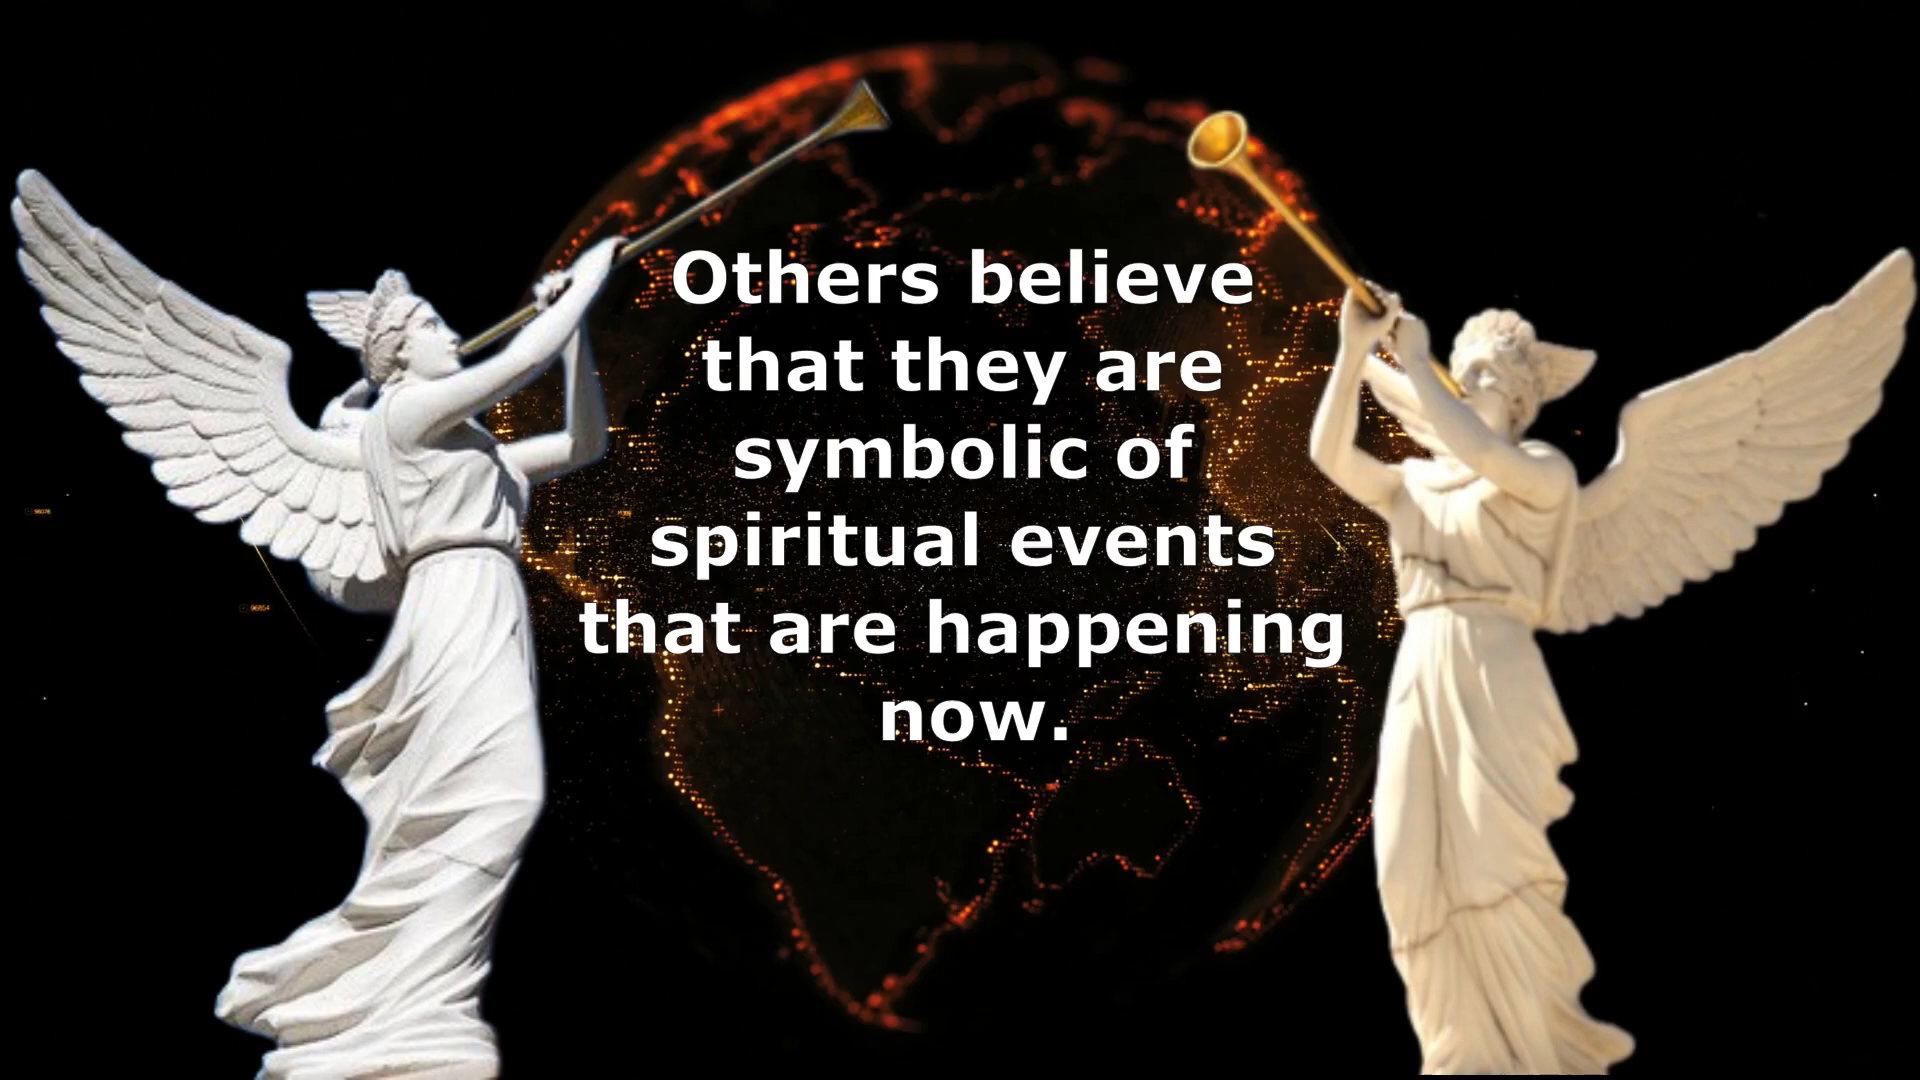 Others believe
that they are
symbolic of
spiritual events
that are happening
now.